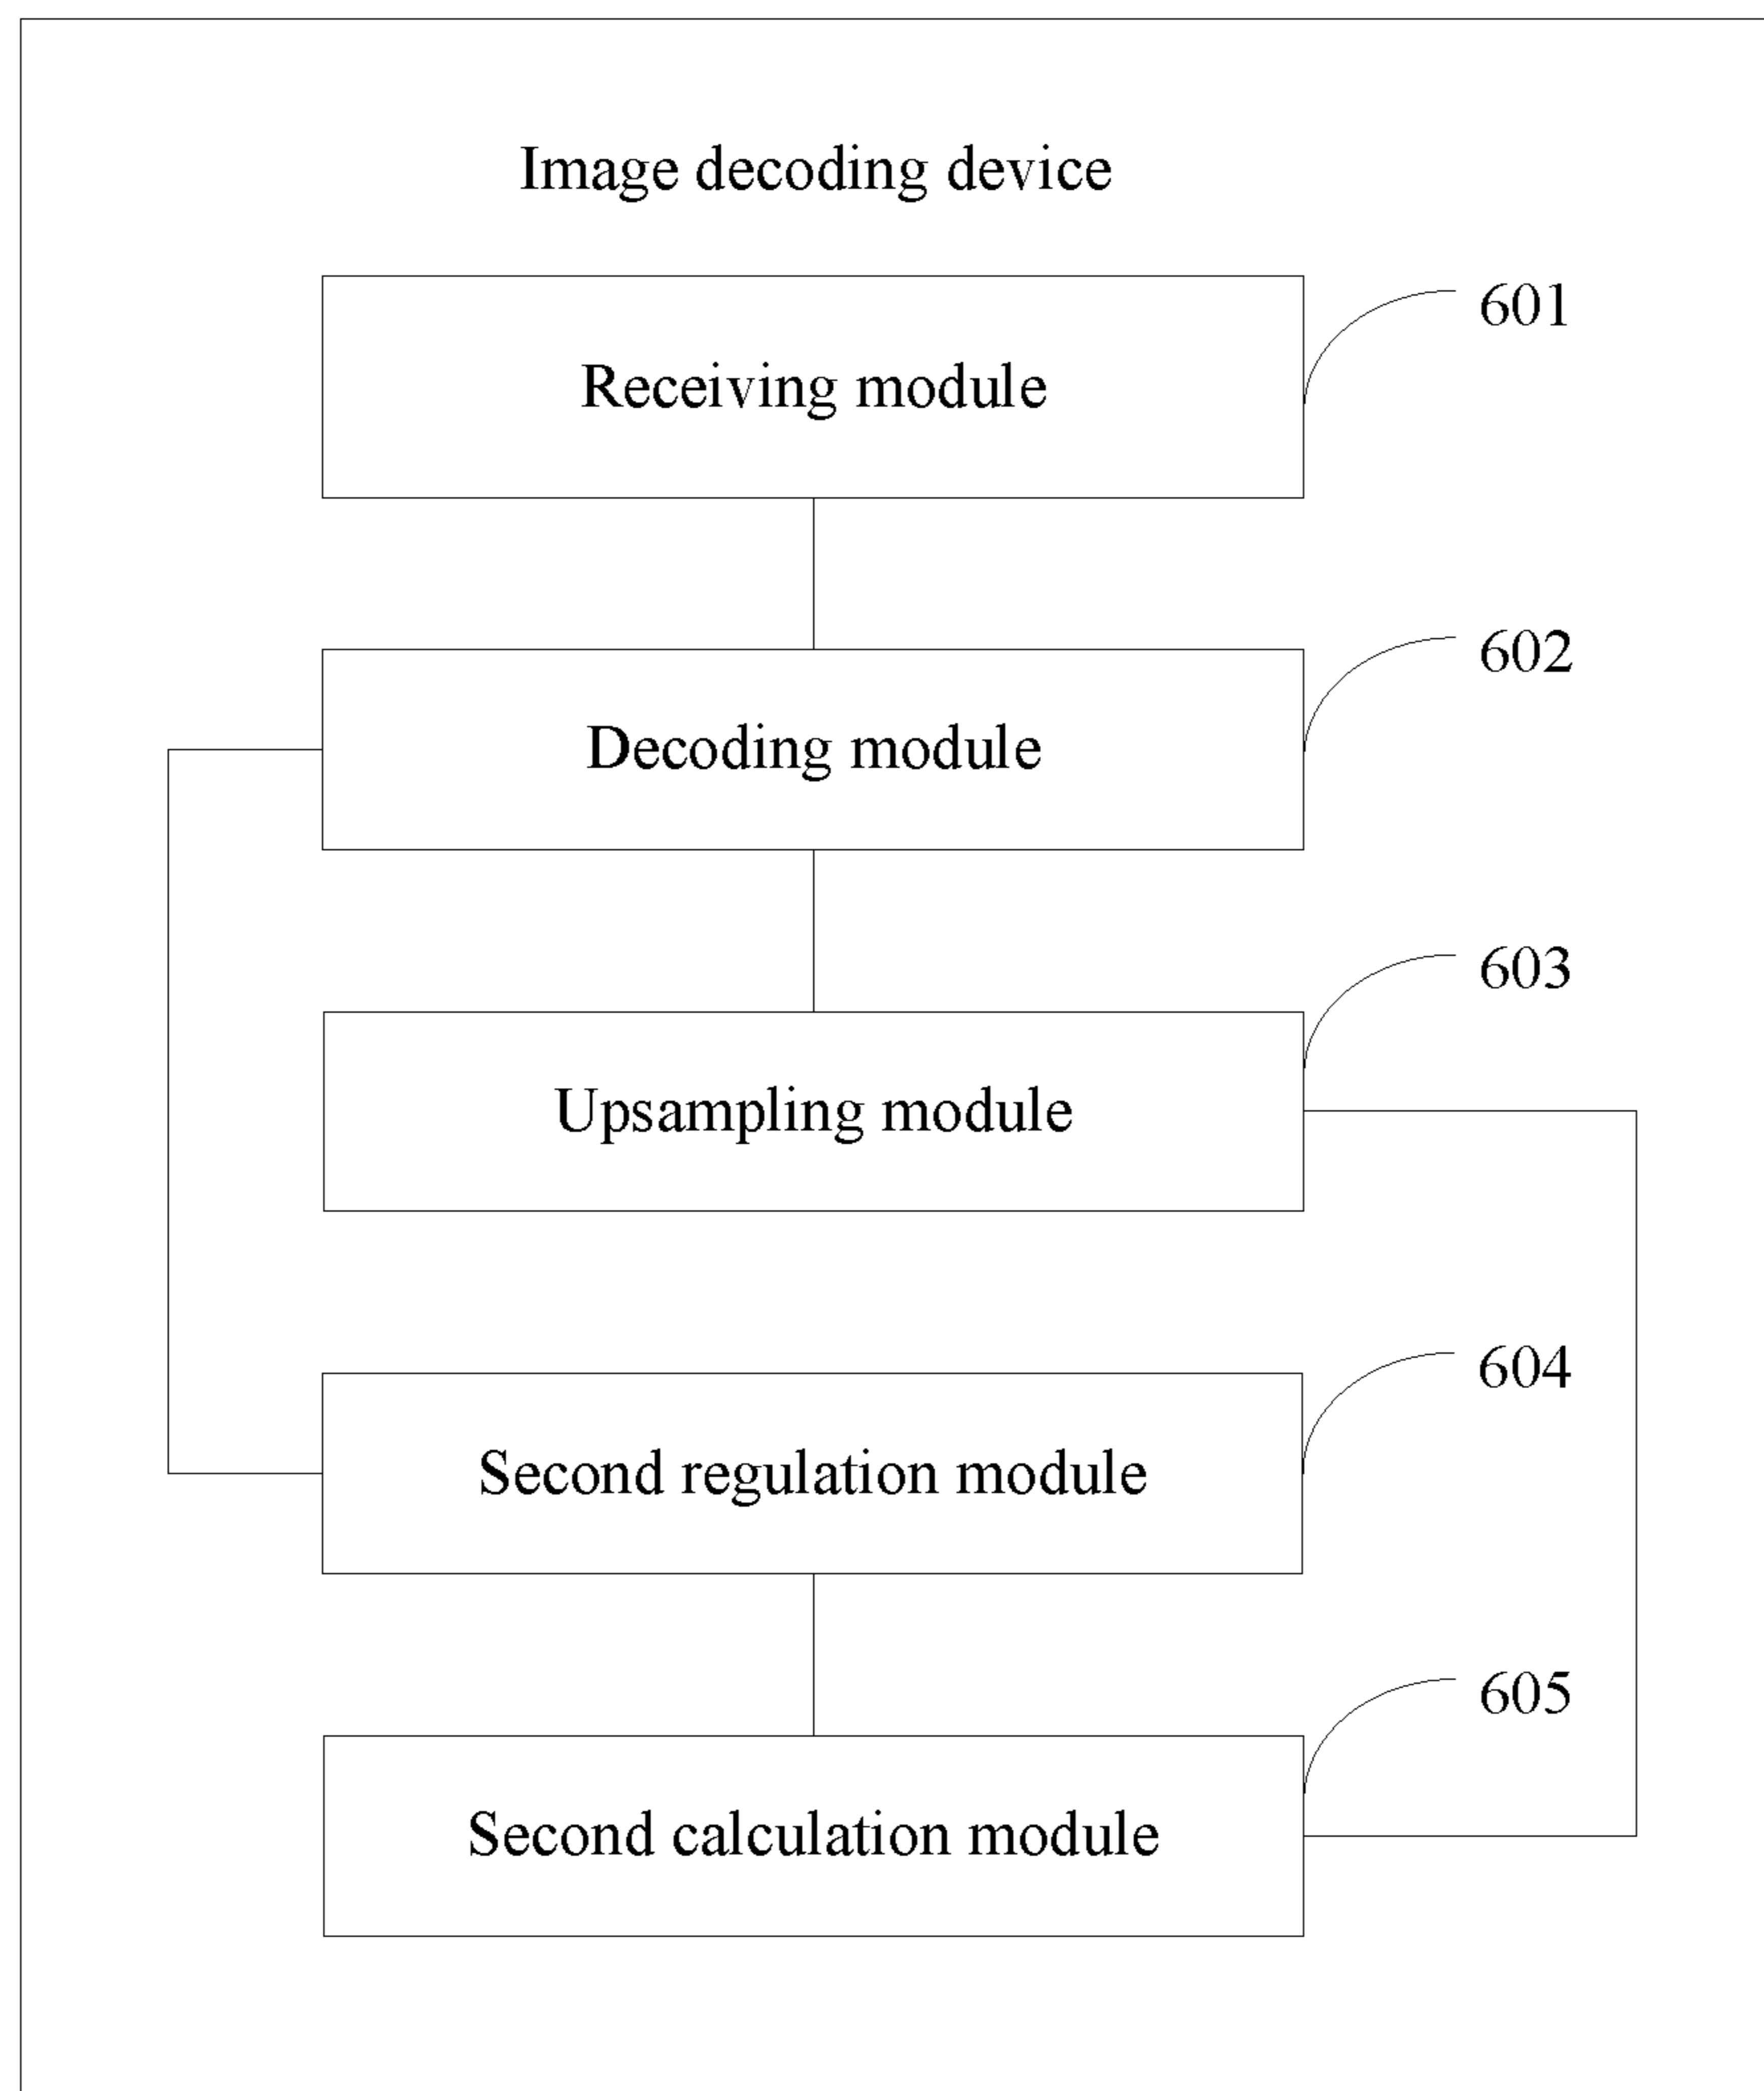 Image decoding device
Receiving module
601
Decoding module
602
Upsampling module
603
Second regulation module
604
Second calculation module
605